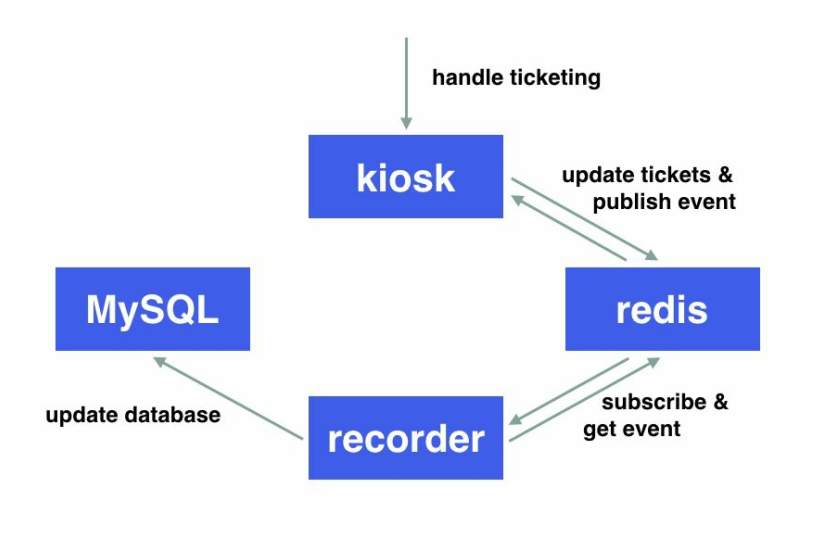 handle ticketing
kiosk
update tickets &
publish event
MySQL
redis
update database
recorder
subscribe &
get event